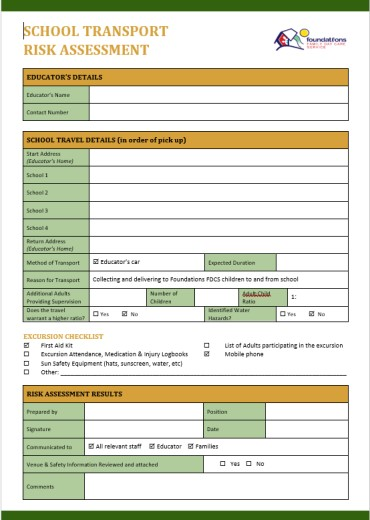 SCHOOL TRANSPORT
RISK ASSESSMENT
foundations
FAMILY DAY CARE
SERVICE
EDUCATOR'S DETAILS
Educator's Name
Contact Number
SCHOOL TRAVEL DETAILS (in order of pick up)
Start Address
(Educator's Home)
School 1
School 2
School 3
School 4
Return Address
(Educator's Home)
Method of Transport ☑ Educator's car Expected Duration
Reason for Transport Collecting and delivering to Foundations FDCS children to and from school
Additional Adults Number of Adult:Child
Providing Supervision Children Ratio 1:
Does the travel Identified Water
warrant a higher ratio? ☐ Yes ☑ No Hazards? ☐ Yes ☑ No
EXCURSION CHECKLIST
☑ First Aid Kit ☐ List of Adults participating in the excursion
☐ Excursion Attendance, Medication & Injury Logbooks ☑ Mobile phone
☐ Sun Safety Equipment (hats, sunscreen, water, etc)
☐ Other:
RISK ASSESSMENT RESULTS
Prepared by Position
Signature Date
Communicated to ☑ All relevant staff ☑ Educator ☑ Families
Venue & Safety Information Reviewed and attached ☐ Yes ☐ No
Comments